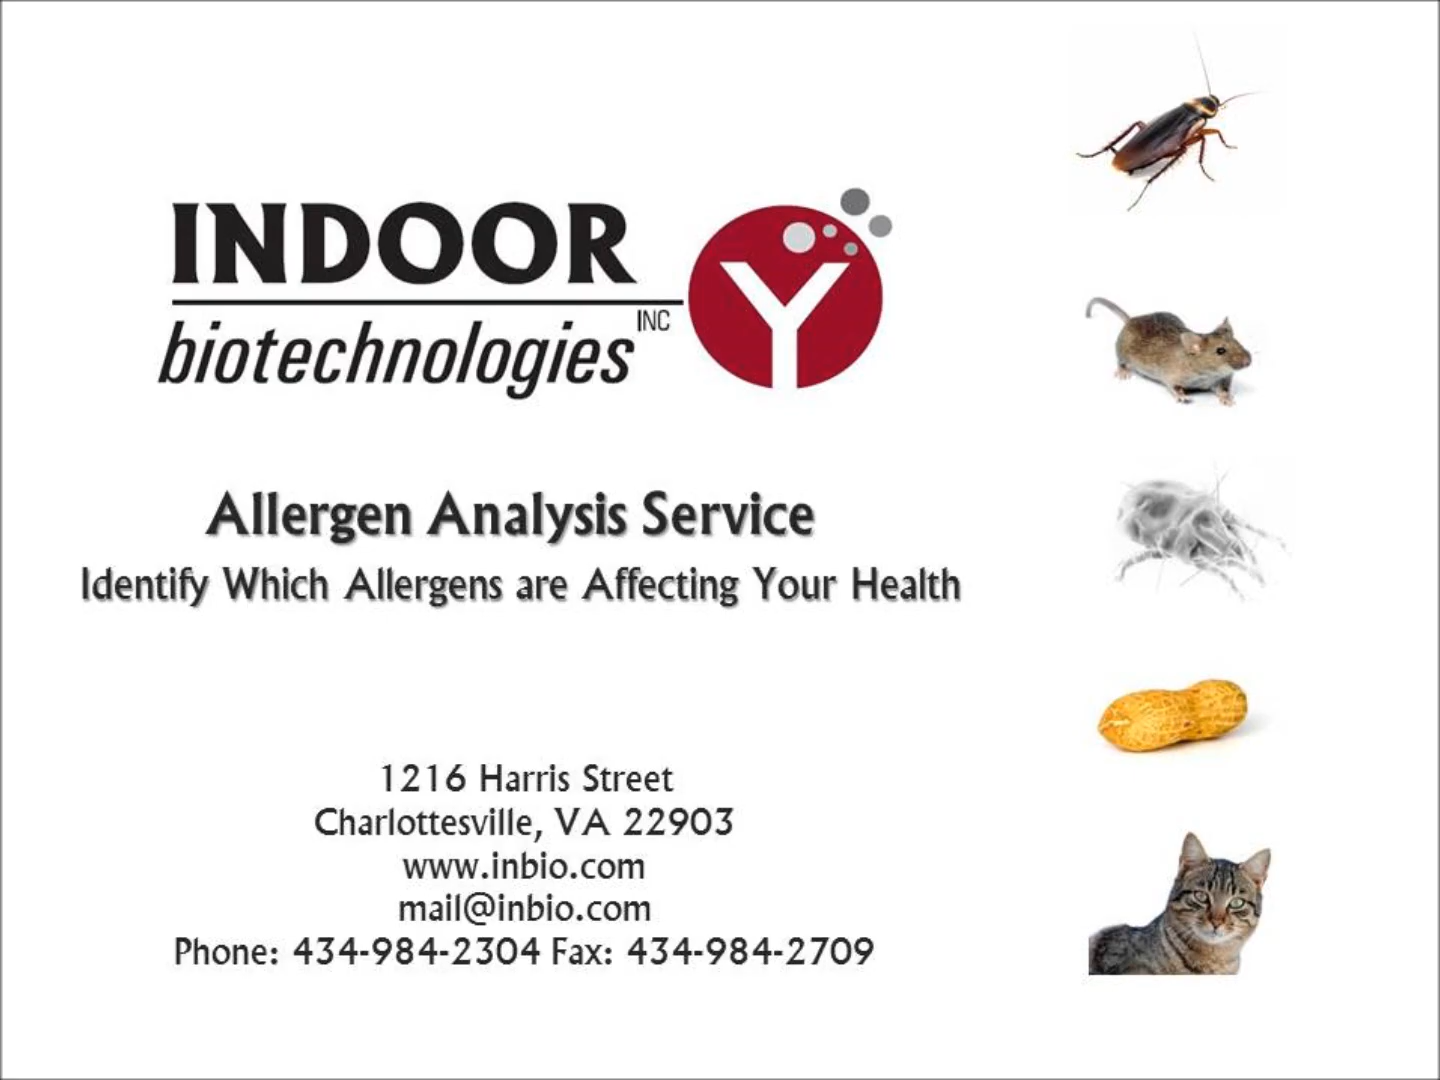 INDOOR
biotechnologies INC
Y
Allergen Analysis Service
Identify Which Allergens are Affecting Your Health
1216 Harris Street
Charlottesville, VA 22903
www.inbio.com
mail@inbio.com
Phone: 434-984-2304 Fax: 434-984-2709